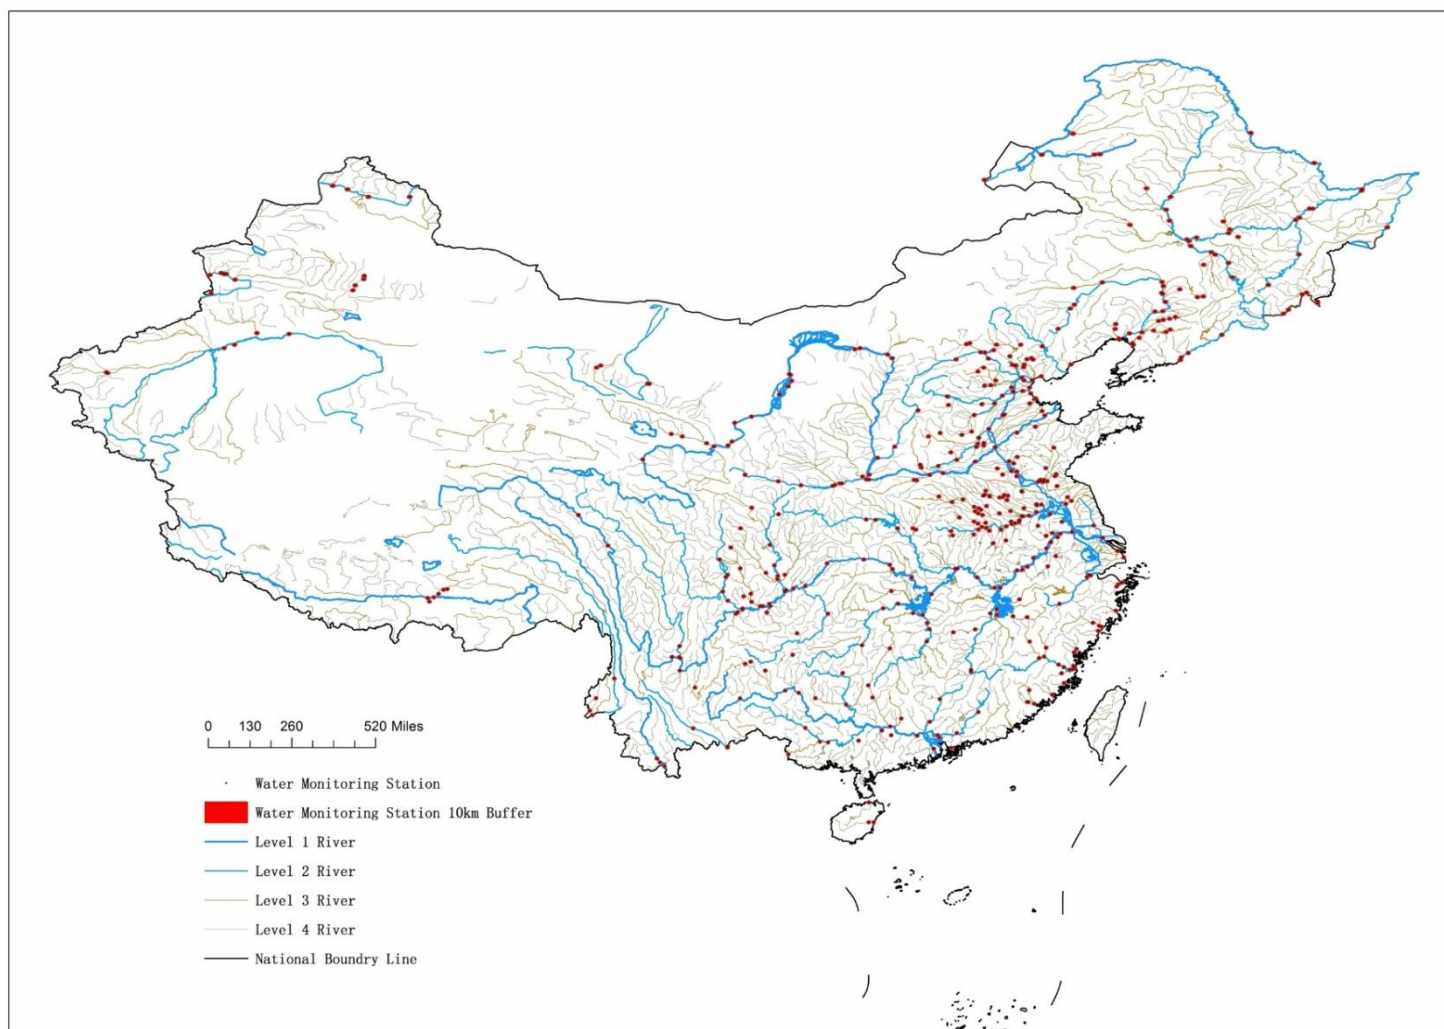 0 130 260 520 Miles
Water Monitoring Station
Water Monitoring Station 10km Buffer
Level 1 River
Level 2 River
Level 3 River
Level 4 River
National Boundry Line